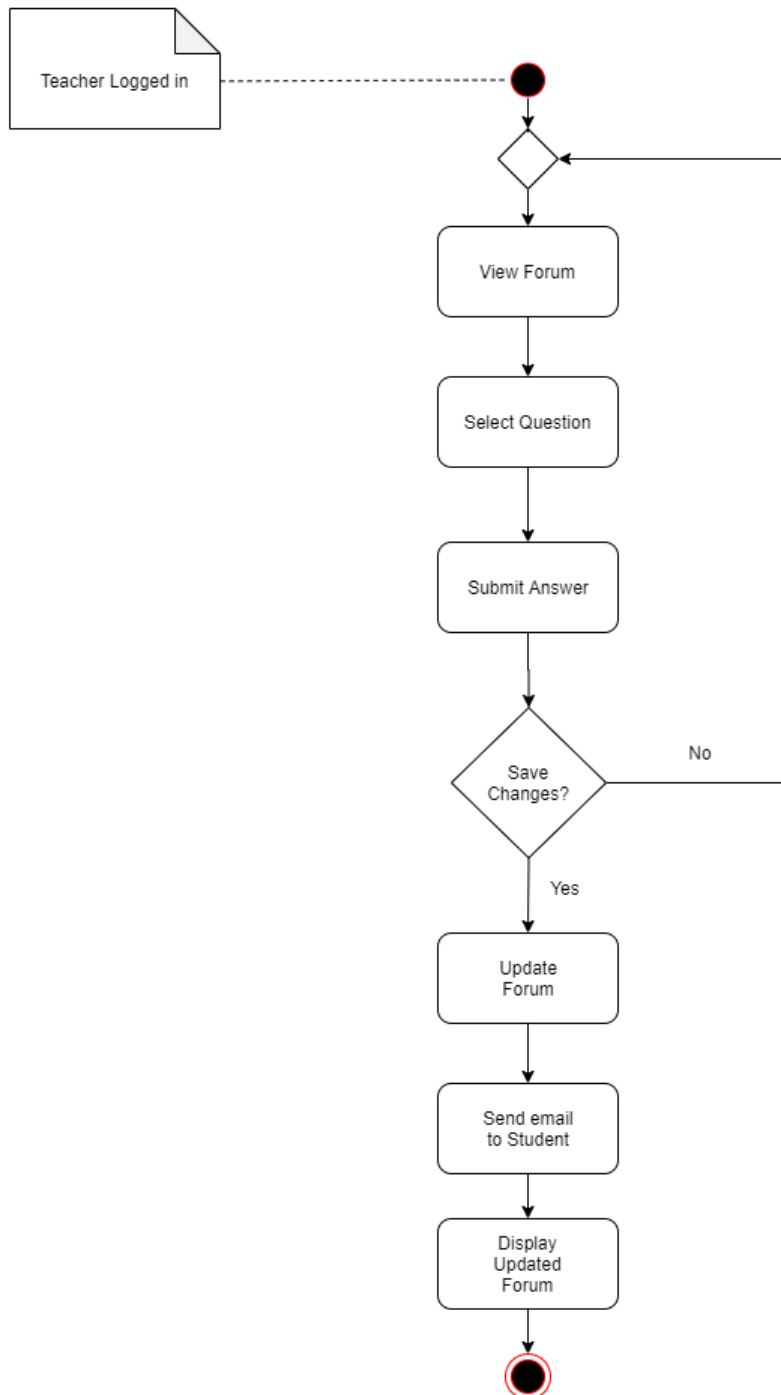 Teacher Logged in
View Forum
Select Question
Submit Answer
Save
Changes?
No
Yes
Update
Forum
Send email
to Student
Display
Updated
Forum